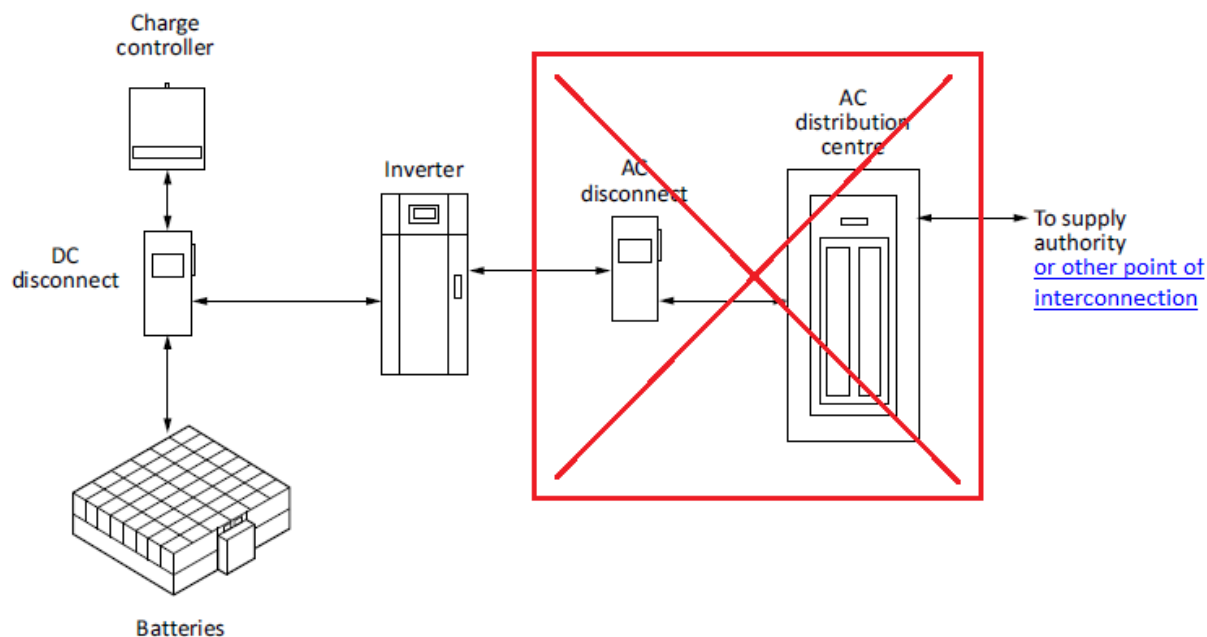 Charge
controller
AC
distribution
centre
Inverter
AC
disconnect
To supply
authority
or other point of
interconnection
DC
disconnect
Batteries